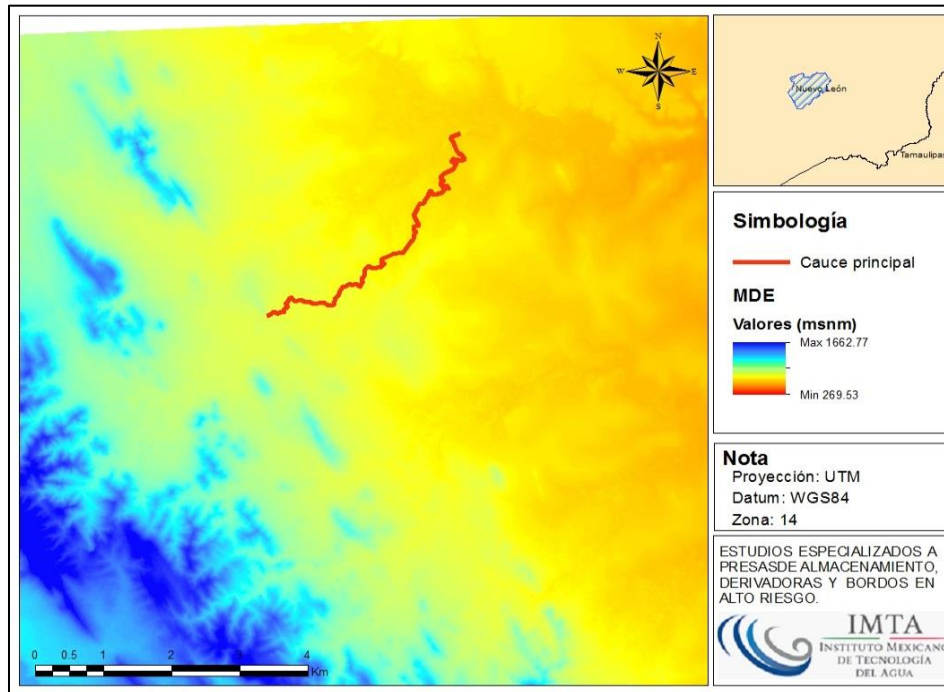 N
W
E
S
Nuevo León
Tamaulipas
Simbología
Cauce principal
MDE
Valores (msnm)
Max 1662.77
Min 269.53
Nota
Proyección: UTM
Datum: WGS84
Zona: 14
ESTUDIOS ESPECIALIZADOS A
PRESASDE ALMACENAMIENTO,
DERIVADORAS Y BORDOS EN
ALTO RIESGO.
IMTA
INSTITUTO MEXICANO
DE TECNOLOGÍA
DEL AGUA
0 0.5 1 2 3 4
Km